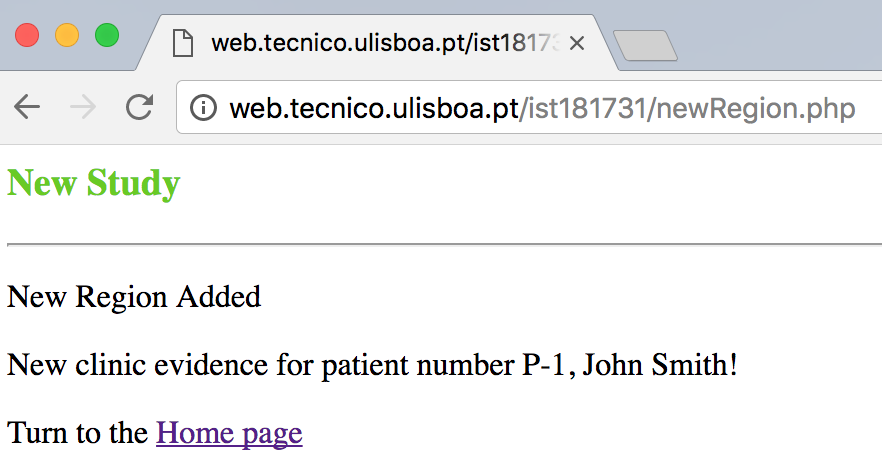 web.tecnico.ulisboa.pt/ist18173
web.tecnico.ulisboa.pt/ist181731/newRegion.php
New Study
New Region Added
New clinic evidence for patient number P-1, John Smith!
Turn to the Home page